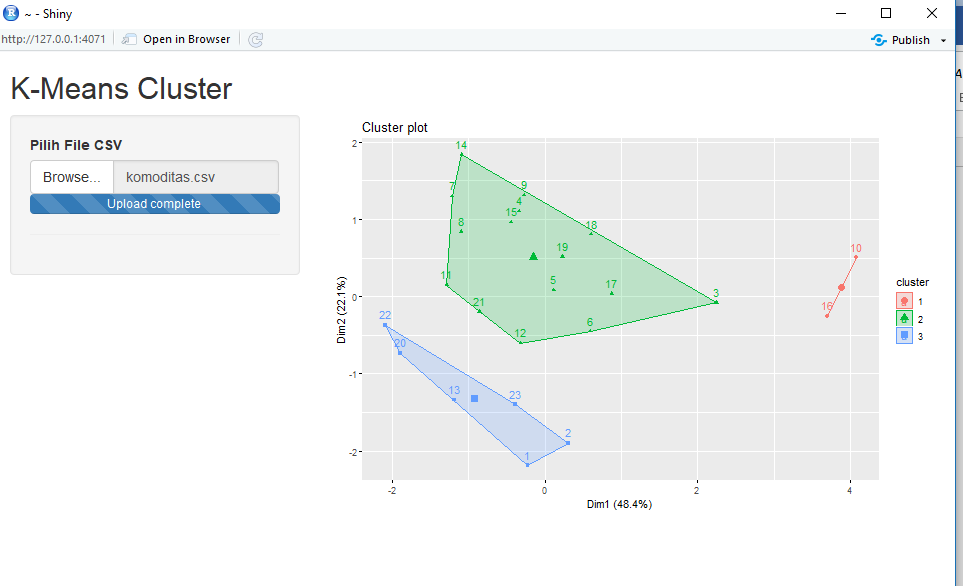 ~ - Shiny
http://127.0.0.1:4071 Open in Browser Publish
K-Means Cluster
Pilih File CSV
Browse... komoditas.csv
Upload complete
Cluster plot
2
1
0
-1
-2
Dim2 (22.1%)
14
7
9
4
15
8
18
19
10
11
5
17
3
16
21
6
12
22
20
13
23
2
1
-2 0 2 4
Dim1 (48.4%)
cluster
1
2
3
A
E